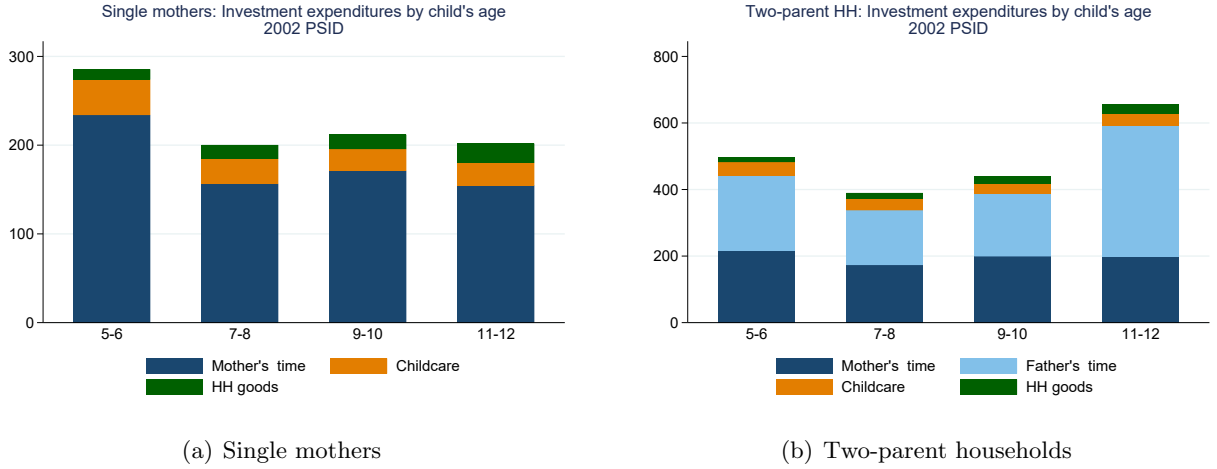 Single mothers: Investment expenditures by child's age
2002 PSID
300
200
100
0
5-6
7-8
9-10
11-12
Mother's time
Childcare
HH goods
(a) Single mothers
Two-parent HH: Investment expenditures by child's age
2002 PSID
800
600
400
200
0
5-6
7-8
9-10
11-12
Mother's time
Father's time
Childcare
HH goods
(b) Two-parent households